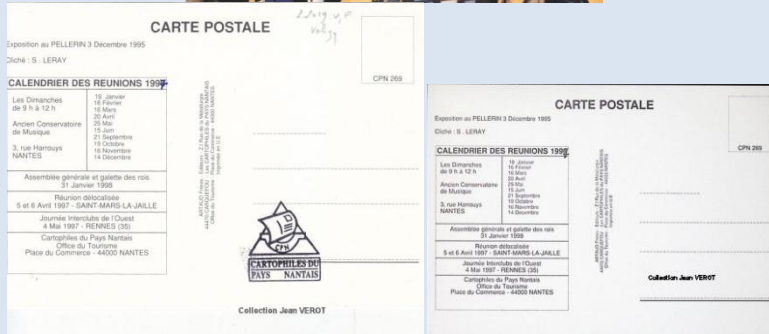 CARTE POSTALE
Exposition au PELLERIN 3 Décembre 1995
Cliché : S . LERAY
CPN 269
CALENDRIER DES REUNIONS 1997
Les Dimanches
de 9 h à 12 h
Ancien Conservatoire
de Musique
3, rue Harrouys
NANTES
19 Janvier
16 Février
16 Mars
20 Avril
25 Mai
15 Juin
21 Septembre
19 Octobre
16 Novembre
14 Décembre
Assemblée générale et galette des rois
31 Janvier 1998
Réunion délocalisée
5 et 6 Avril 1997 - SAINT-MARS-LA-JAILLE
Journée Interclubs de l'Ouest
4 Mai 1997 - RENNES (35)
Cartophiles du Pays Nantais
Office du Tourisme
Place du Commerce - 44000 NANTES
CPN
CARTOPHILES DU
PAYS NANTAIS
Collection Jean VEROT
CARTE POSTALE
Exposition au PELLERIN 3 Décembre 1995
Cliché : S . LERAY
CPN 269
CALENDRIER DES REUNIONS 1997
Les Dimanches
de 9 h à 12 h
Ancien Conservatoire
de Musique
3, rue Harrouys
NANTES
19 Janvier
16 Février
16 Mars
20 Avril
25 Mai
15 Juin
21 Septembre
19 Octobre
16 Novembre
14 Décembre
Assemblée générale et galette des rois
31 Janvier 1998
Réunion délocalisée
5 et 6 Avril 1997 - SAINT-MARS-LA-JAILLE
Journée Interclubs de l'Ouest
4 Mai 1997 - RENNES (35)
Cartophiles du Pays Nantais
Office du Tourisme
Place du Commerce - 44000 NANTES
Collection Jean VEROT